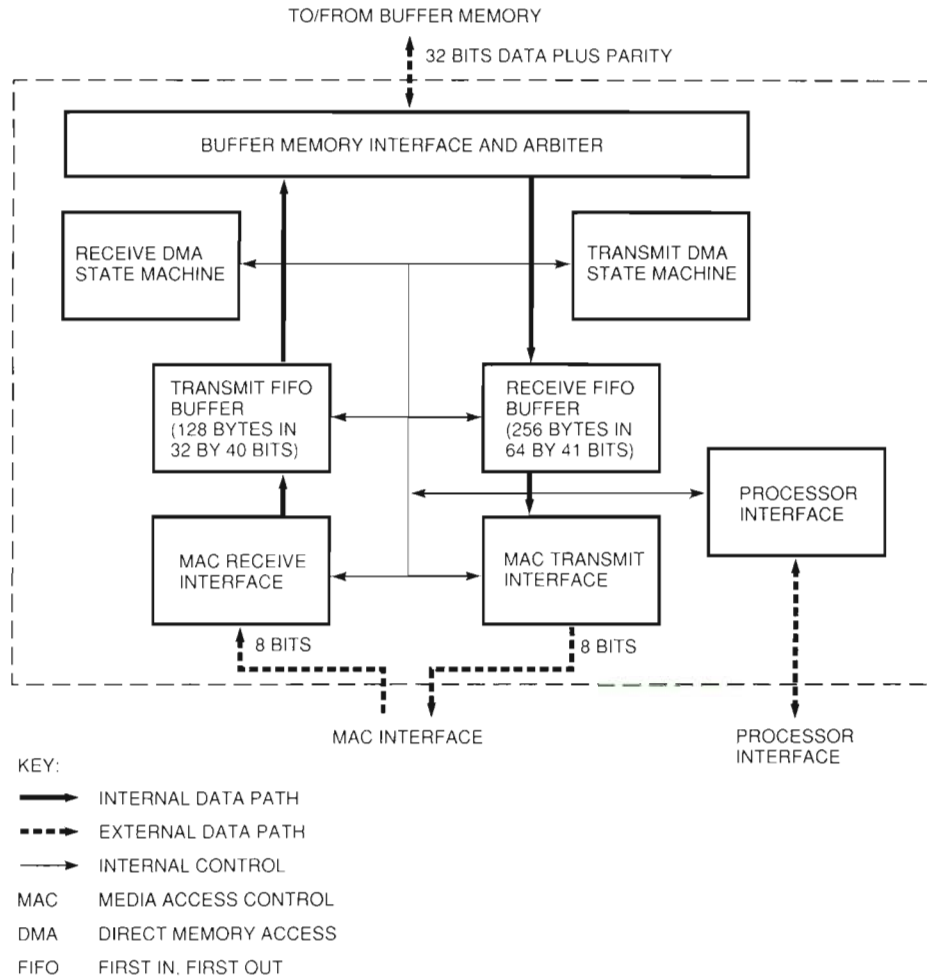 TO/FROM BUFFER MEMORY
32 BITS DATA PLUS PARITY
BUFFER MEMORY INTERFACE AND ARBITER
RECEIVE DMA
STATE MACHINE
TRANSMIT DMA
STATE MACHINE
TRANSMIT FIFO
BUFFER
(128 BYTES IN
32 BY 40 BITS)
RECEIVE FIFO
BUFFER
(256 BYTES IN
64 BY 41 BITS)
PROCESSOR
INTERFACE
MAC RECEIVE
INTERFACE
MAC TRANSMIT
INTERFACE
8 BITS
8 BITS
MAC INTERFACE
PROCESSOR
INTERFACE
KEY:
INTERNAL DATA PATH
EXTERNAL DATA PATH
INTERNAL CONTROL
MAC MEDIA ACCESS CONTROL
DMA DIRECT MEMORY ACCESS
FIFO FIRST IN, FIRST OUT